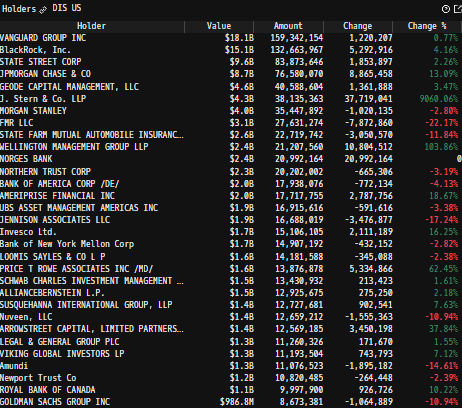 Holders DIS US
Holder Value Amount Change Change %
VANGUARD GROUP INC $18.1B 159,342,154 1,220,207 0.77%
BlackRock, Inc. $15.1B 132,663,967 5,292,916 4.16%
STATE STREET CORP $9.6B 83,873,646 1,853,897 2.26%
JPMORGAN CHASE & CO $8.7B 76,580,070 8,865,458 13.09%
GEODE CAPITAL MANAGEMENT, LLC $4.6B 40,588,604 1,361,888 3.47%
J. Stern & Co. LLP $4.3B 38,135,363 37,719,041 9060.06%
MORGAN STANLEY $4.0B 35,447,892 -1,020,135 -2.80%
FMR LLC $3.1B 27,631,274 -7,872,860 -22.17%
STATE FARM MUTUAL AUTOMOBILE INSURANC... $2.6B 22,719,742 -3,050,570 -11.84%
WELLINGTON MANAGEMENT GROUP LLP $2.4B 21,207,560 10,804,512 103.86%
NORGES BANK $2.4B 20,992,164 20,992,164 0
NORTHERN TRUST CORP $2.3B 20,202,002 -665,306 -3.19%
BANK OF AMERICA CORP /DE/ $2.0B 17,938,076 -772,134 -4.13%
AMERIPRISE FINANCIAL INC $2.0B 17,717,755 2,787,756 18.67%
UBS ASSET MANAGEMENT AMERICAS INC $1.9B 16,915,616 -591,616 -3.38%
JENNISON ASSOCIATES LLC $1.9B 16,688,019 -3,476,877 -17.24%
Invesco Ltd. $1.7B 15,106,105 2,111,189 16.25%
Bank of New York Mellon Corp $1.7B 14,907,192 -432,152 -2.82%
LOOMIS SAYLES & CO L P $1.6B 14,181,588 -345,088 -2.38%
PRICE T ROWE ASSOCIATES INC /MD/ $1.6B 13,876,878 5,334,866 62.45%
SCHWAB CHARLES INVESTMENT MANAGEMENT ... $1.5B 13,430,932 213,423 1.61%
ALLIANCEBERNSTEIN L.P. $1.5B 12,925,675 275,250 2.18%
SUSQUEHANNA INTERNATIONAL GROUP, LLP $1.4B 12,727,681 902,541 7.63%
Nuveen, LLC $1.4B 12,659,212 -1,555,363 -10.94%
ARROWSTREET CAPITAL, LIMITED PARTNERS... $1.4B 12,569,185 3,450,198 37.84%
LEGAL & GENERAL GROUP PLC $1.3B 11,260,326 171,670 1.55%
VIKING GLOBAL INVESTORS LP $1.3B 11,193,504 743,793 7.12%
Amundi $1.3B 11,076,523 -1,895,182 -14.61%
Newport Trust Co $1.2B 10,820,485 -264,448 -2.39%
ROYAL BANK OF CANADA $1.1B 9,997,900 926,726 10.22%
GOLDMAN SACHS GROUP INC $986.8M 8,673,381 -1,064,889 -10.94%